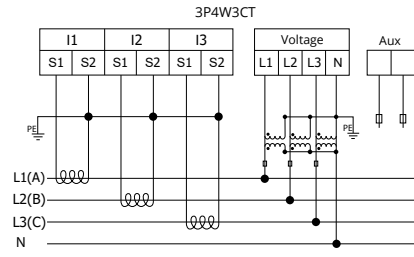 3P4W3CT
I1 I2 I3 Voltage Aux
S1 S2 S1 S2 S1 S2 L1 L2 L3 N
PE PE
L1(A)
L2(B)
L3(C)
N